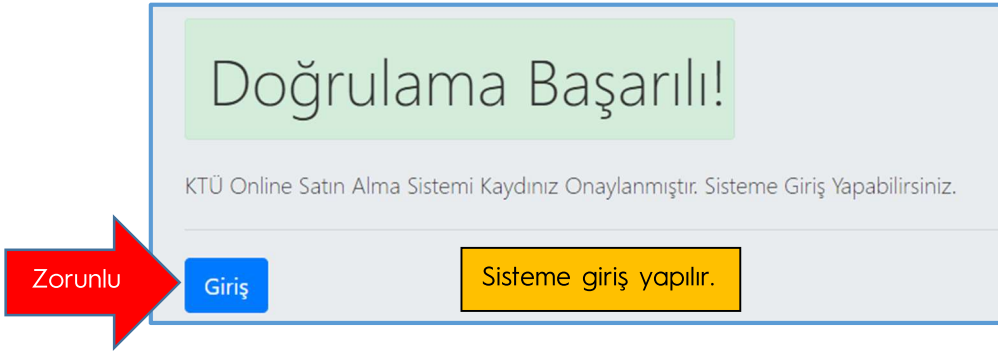 Doğrulama Başarılı!
KTÜ Online Satın Alma Sistemi Kaydınız Onaylanmıştır. Sisteme Giriş Yapabilirsiniz.
Zorunlu
Giriş
Sisteme giriş yapılır.